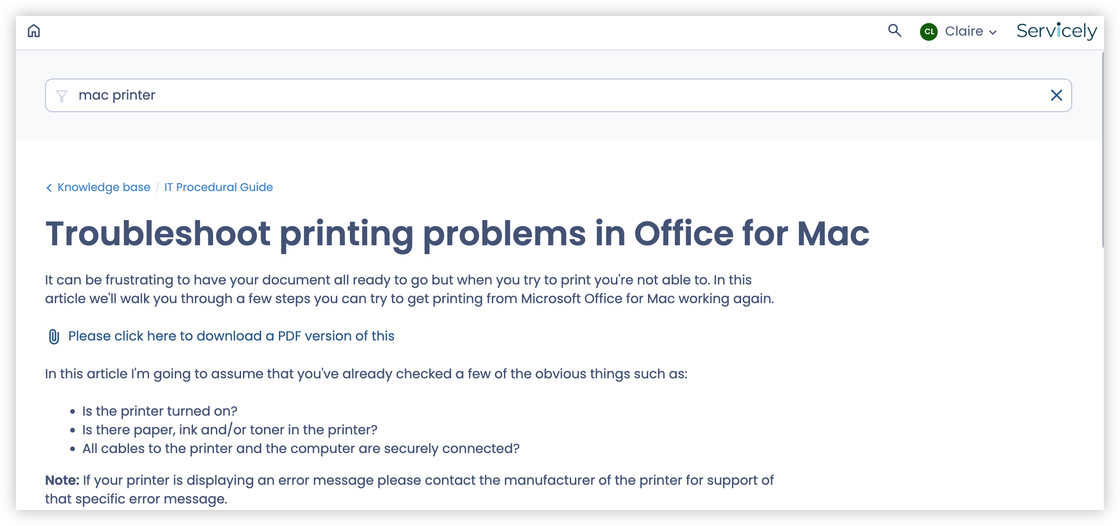 CL Claire Servicely
mac printer
Knowledge base / IT Procedural Guide
Troubleshoot printing problems in Office for Mac
It can be frustrating to have your document all ready to go but when you try to print you're not able to. In this
article we'll walk you through a few steps you can try to get printing from Microsoft Office for Mac working again.
Please click here to download a PDF version of this
In this article I'm going to assume that you've already checked a few of the obvious things such as:
• Is the printer turned on?
• Is there paper, ink and/or toner in the printer?
• All cables to the printer and the computer are securely connected?
Note: If your printer is displaying an error message please contact the manufacturer of the printer for support of
that specific error message.